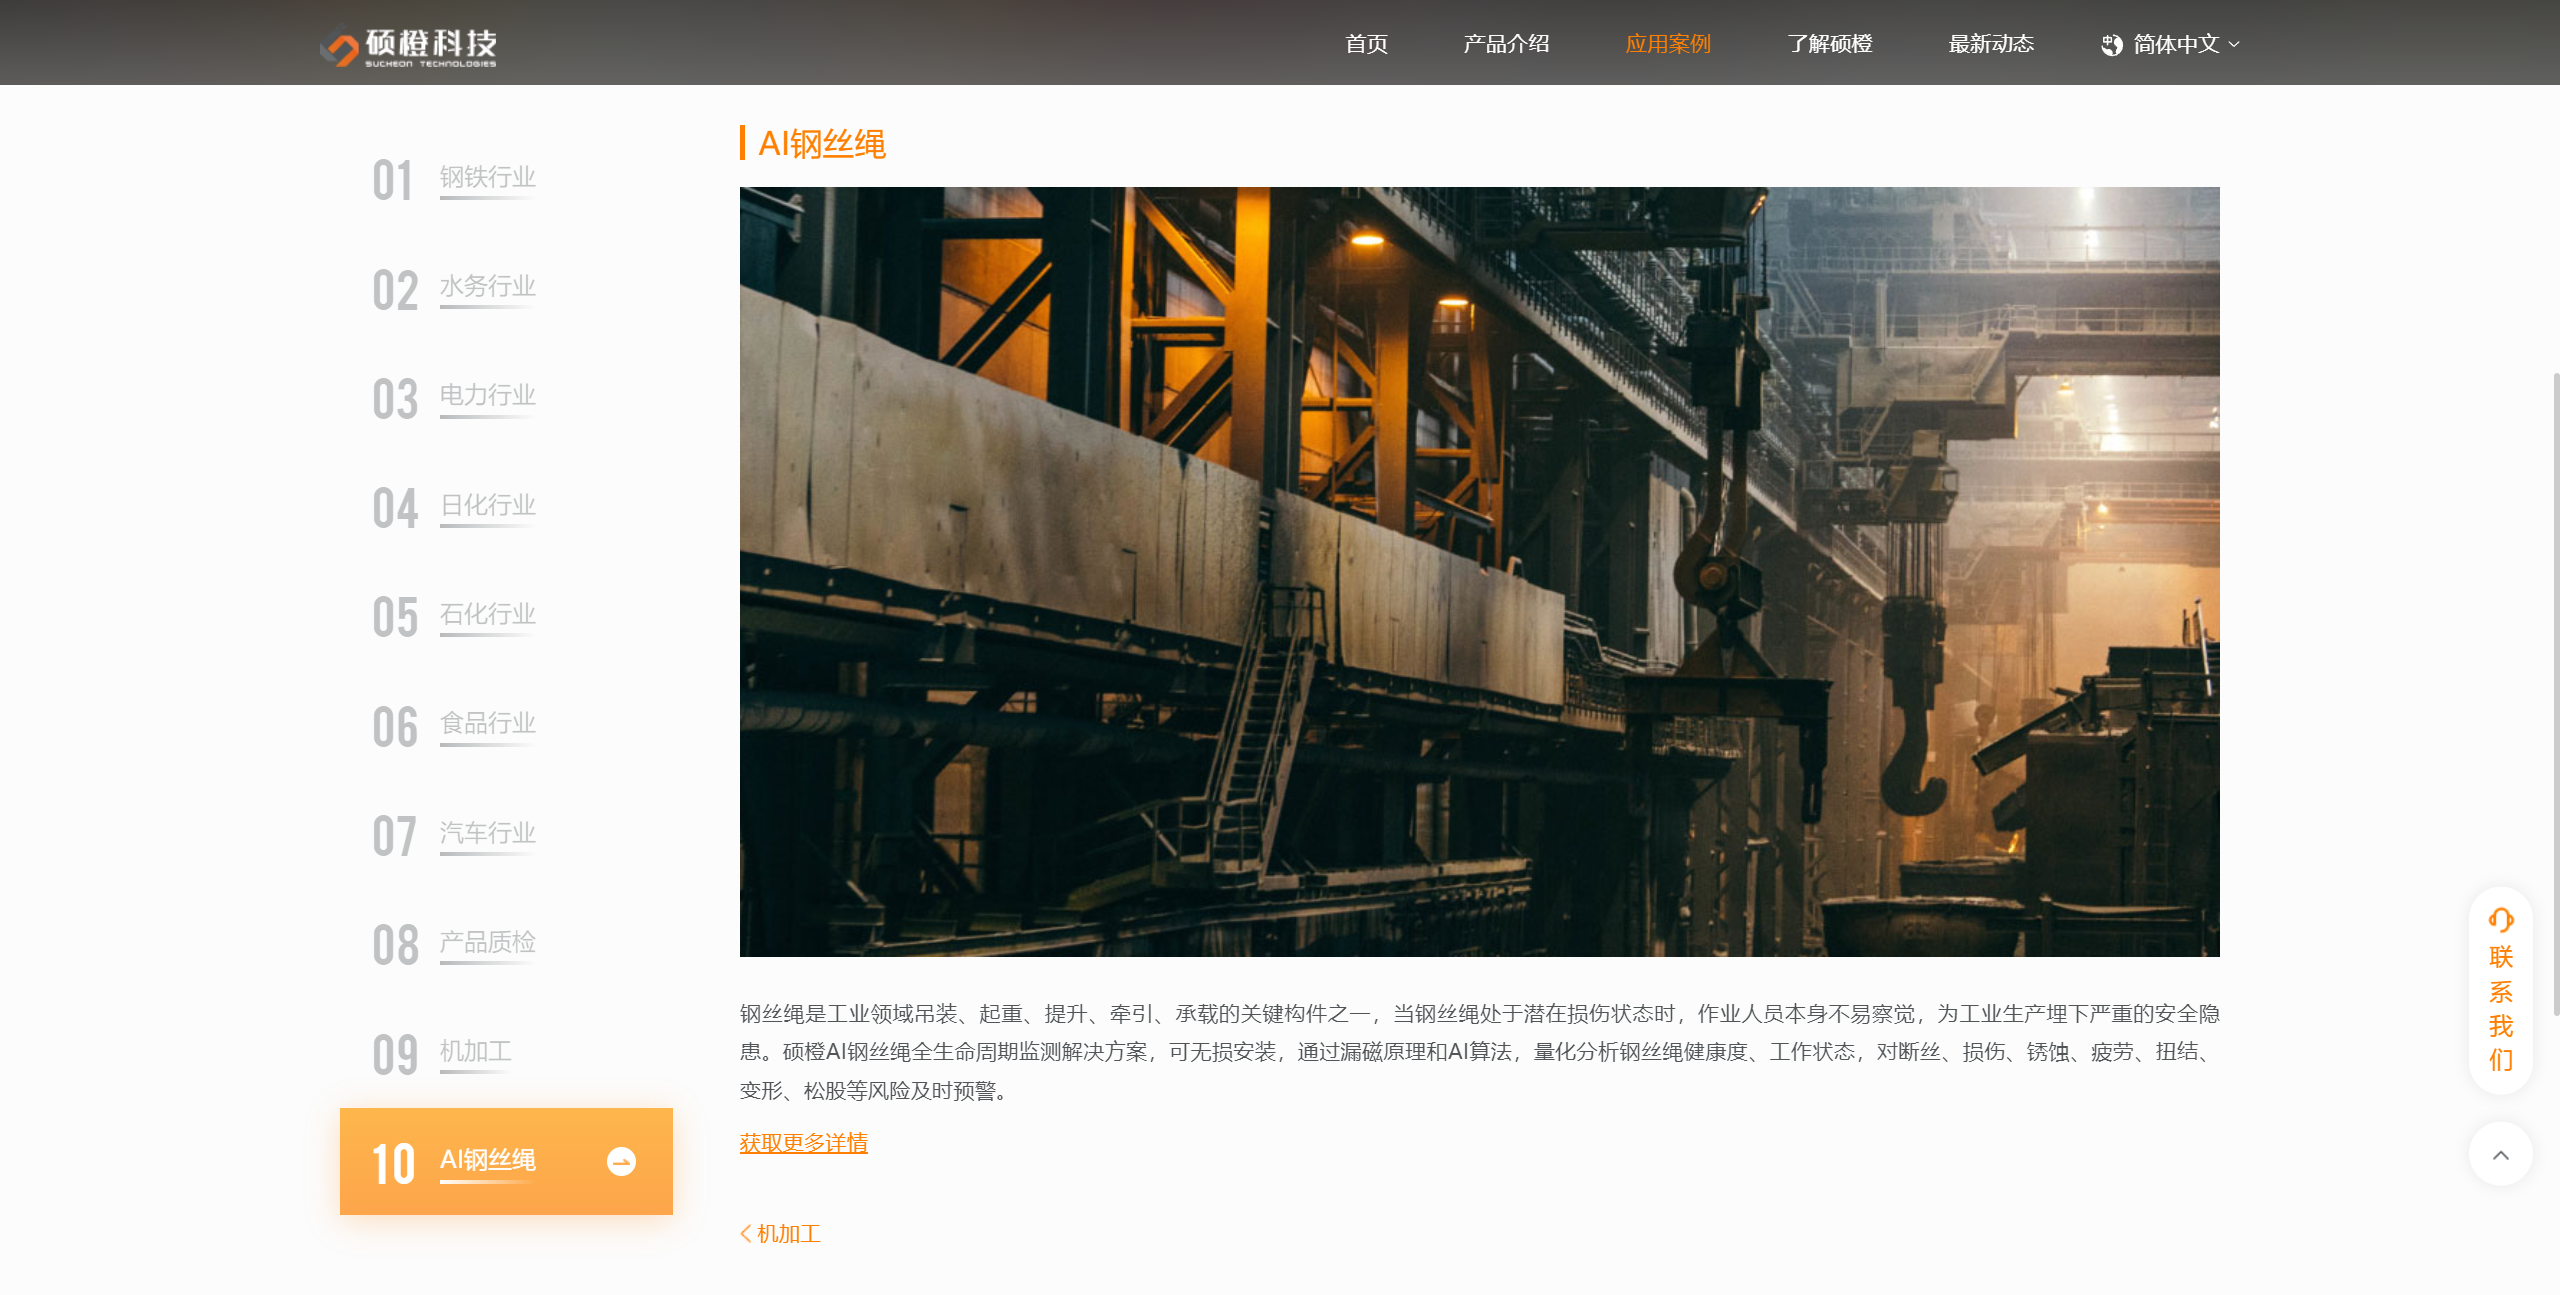 硕橙科技
SUCHEON TECHNOLOGIES
首页
产品介绍
应用案例
了解硕橙
最新动态
简体中文
01 钢铁行业
02 水务行业
03 电力行业
04 日化行业
05 石化行业
06 食品行业
07 汽车行业
08 产品质检
09 机加工
10 AI钢丝绳
AI钢丝绳
钢丝绳是工业领域吊装、起重、提升、牵引、承载的关键构件之一，当钢丝绳处于潜在损伤状态时，作业人员本身不易察觉，为工业生产埋下严重的安全隐
患。硕橙AI钢丝绳全生命周期监测解决方案，可无损安装，通过漏磁原理和AI算法，量化分析钢丝绳健康度、工作状态，对断丝、损伤、锈蚀、疲劳、扭结、
变形、松股等风险及时预警。
获取更多详情
机加工
联
系
我
们